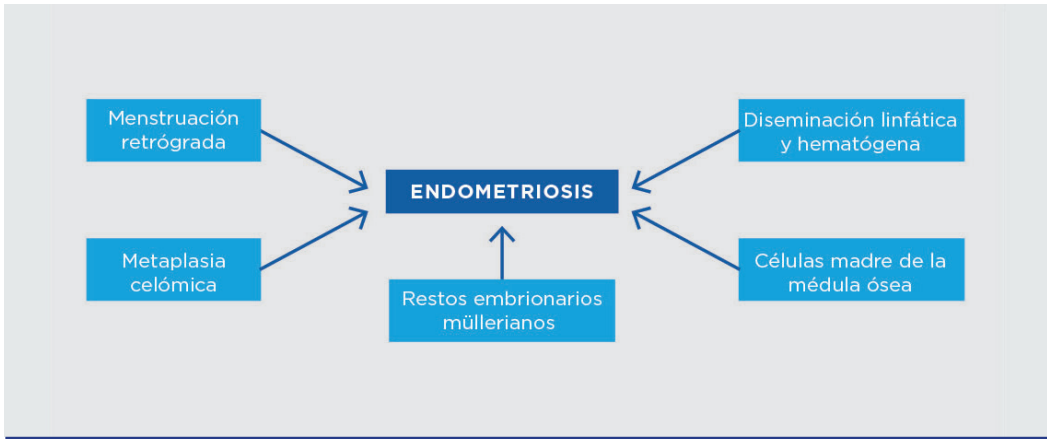 Menstruación
retrógrada
Diseminación linfática
y hematógena
ENDOMETRIOSIS
Metaplasia
celómica
Restos embrionarios
müllerianos
Células madre de la
médula ósea